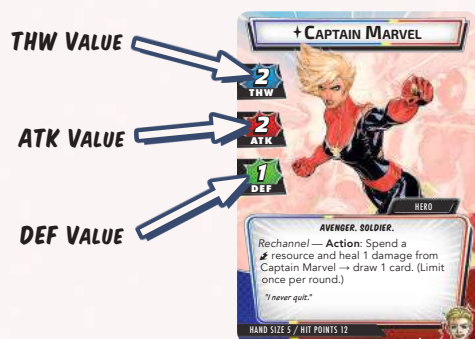 THW VALUE
ATK VALUE
DEF VALUE
CAPTAIN MARVEL
2
THW
2
ATK
1
DEF
HERO
AVENGER. SOLDIER.
Rechannel — Action: Spend a
resource and heal 1 damage from
Captain Marvel → draw 1 card. (Limit
once per round.)
"I never quit."
HAND SIZE 5 / HIT POINTS 12